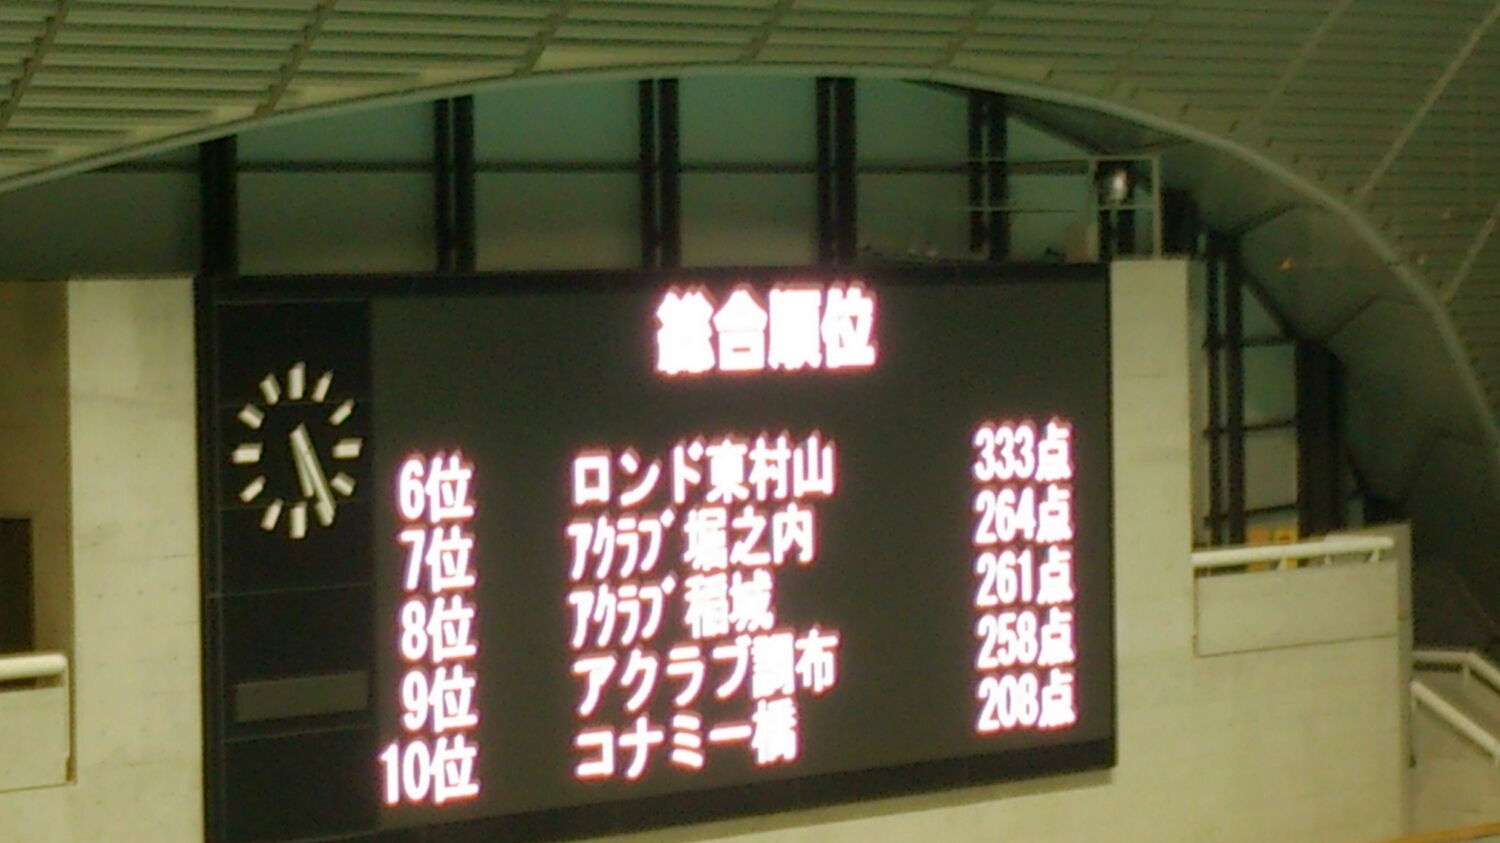 総合順位
6位 ロンド東村山 333点
7位 ｱｸﾗﾌﾞ堀之内 264点
8位 ｱｸﾗﾌﾞ稲城 261点
9位 アクラブ調布 258点
10位 コナミー橋 208点